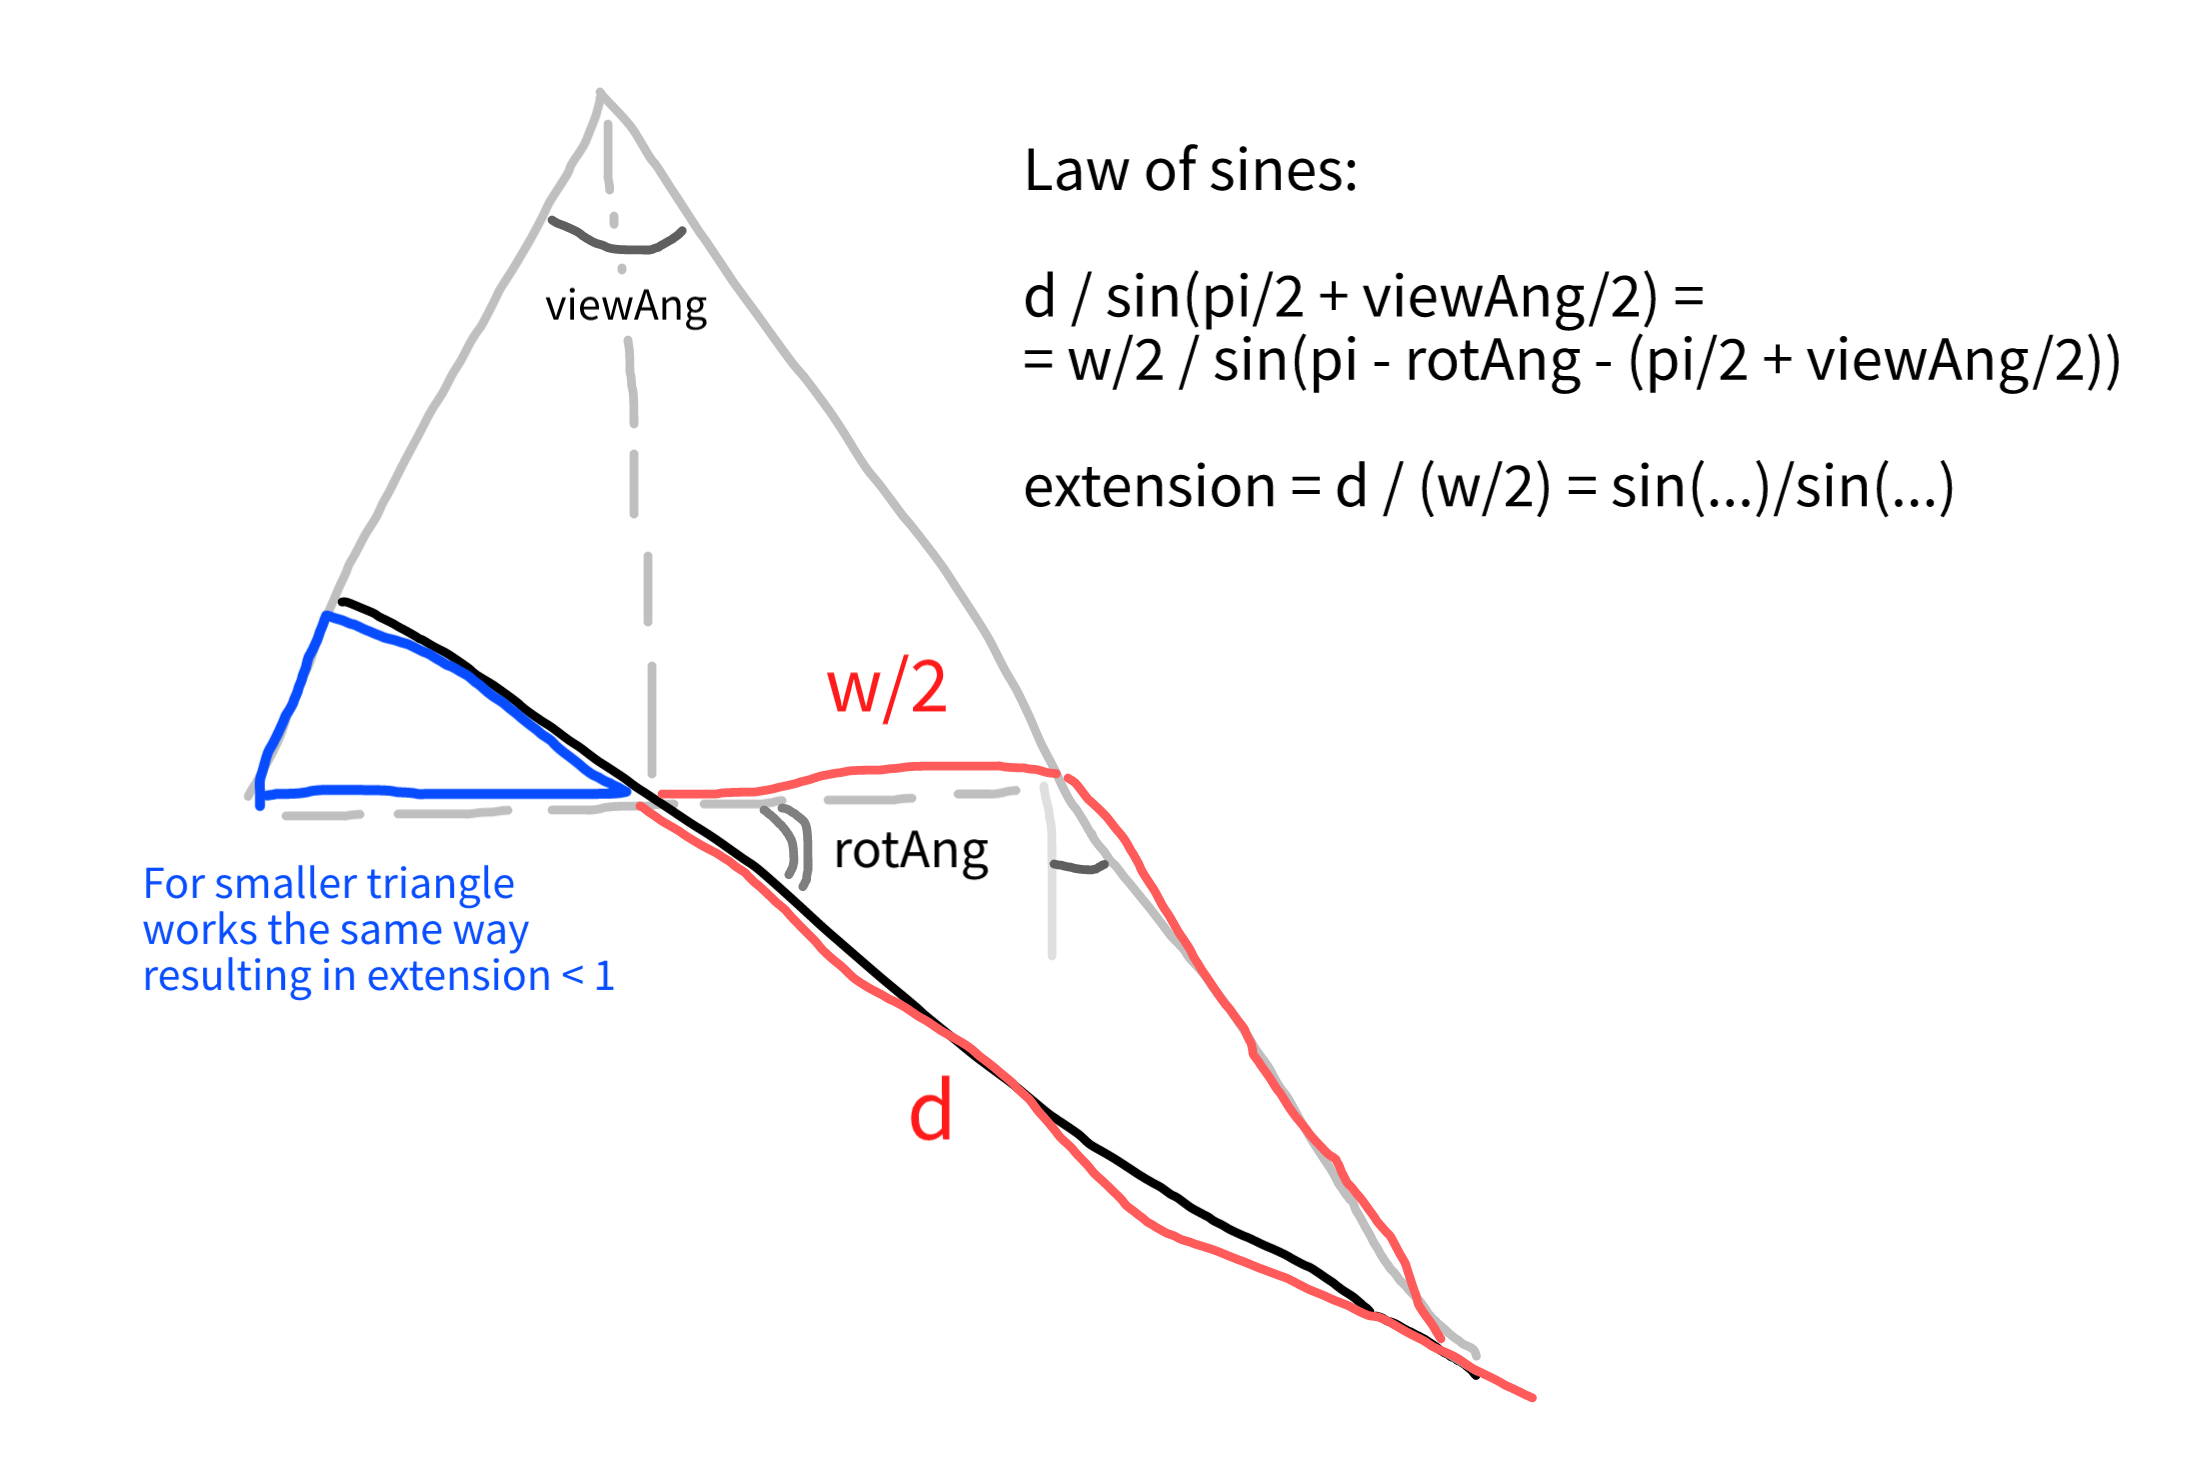 Law of sines:
d / sin(pi/2 + viewAng/2) =
= w/2 / sin(pi - rotAng - (pi/2 + viewAng/2))
extension = d / (w/2) = sin(...)/sin(...)
viewAng
w/2
rotAng
For smaller triangle
works the same way
resulting in extension < 1
d